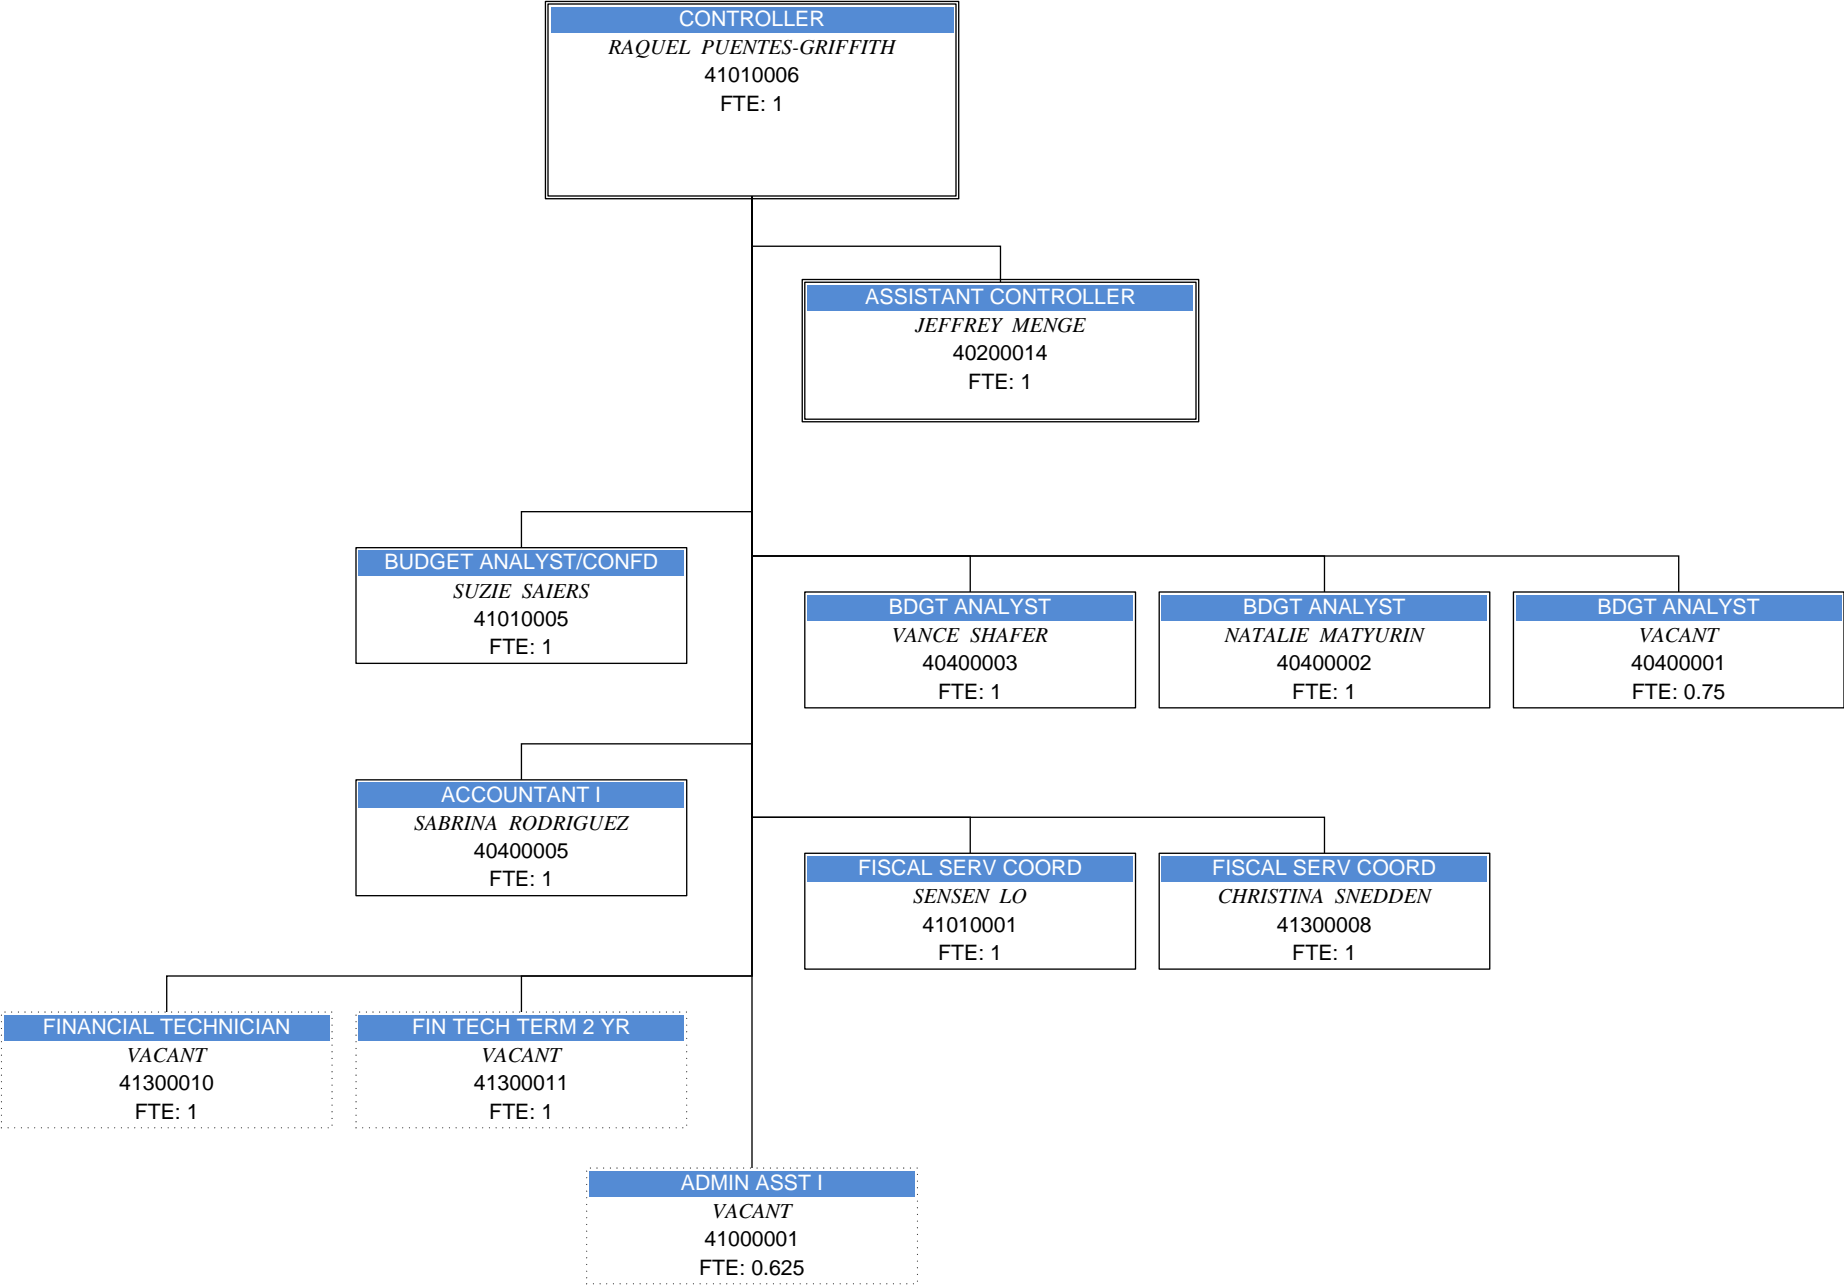 CONTROLLER
RAQUEL PUENTES-GRIFFITH
41010006
FTE: 1
ASSISTANT CONTROLLER
JEFFREY MENGE
40200014
FTE: 1
BUDGET ANALYST/CONFD
SUZIE SAIERS
41010005
FTE: 1
BDGT ANALYST
VANCE SHAFER
40400003
FTE: 1
BDGT ANALYST
NATALIE MATYURIN
40400002
FTE: 1
BDGT ANALYST
VACANT
40400001
FTE: 0.75
ACCOUNTANT I
SABRINA RODRIGUEZ
40400005
FTE: 1
FISCAL SERV COORD
SENSEN LO
41010001
FTE: 1
FISCAL SERV COORD
CHRISTINA SNEDDEN
41300008
FTE: 1
FINANCIAL TECHNICIAN
VACANT
41300010
FTE: 1
FIN TECH TERM 2 YR
VACANT
41300011
FTE: 1
ADMIN ASST I
VACANT
41000001
FTE: 0.625